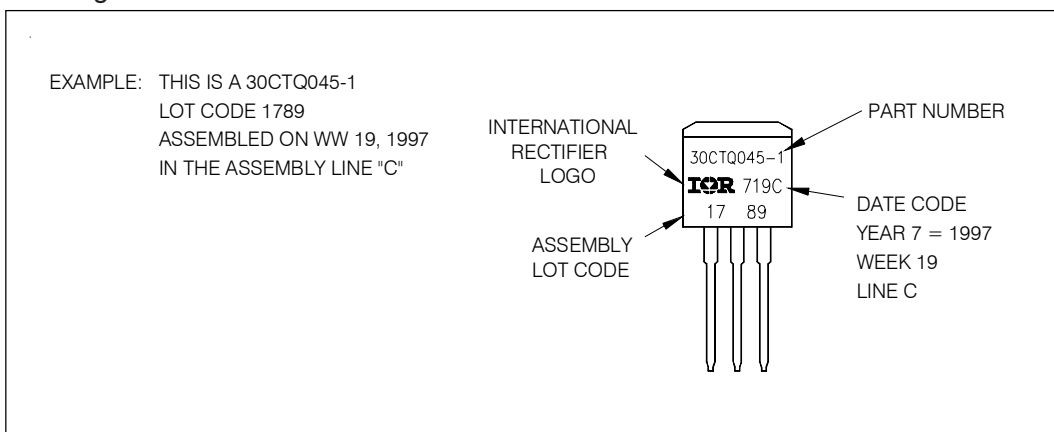 EXAMPLE: THIS IS A 30CTQ045-1
LOT CODE 1789
ASSEMBLED ON WW 19, 1997
IN THE ASSEMBLY LINE "C"
INTERNATIONAL
RECTIFIER
LOGO
ASSEMBLY
LOT CODE
30CTQ045-1
IOR 719C
17 89
PART NUMBER
DATE CODE
YEAR 7 = 1997
WEEK 19
LINE C